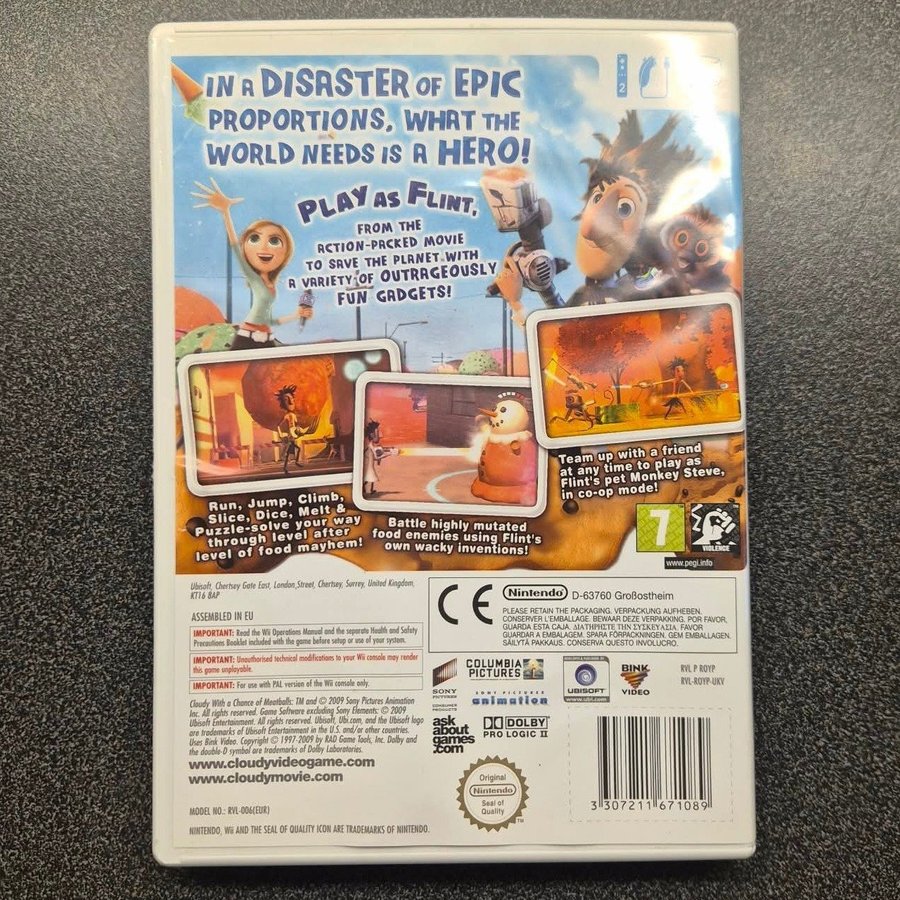 2
IN A DISASTER OF EPIC
PROPORTIONS, WHAT THE
WORLD NEEDS IS A HERO!
PLAY AS FLINT,
FROM THE
ACTION-PACKED MOVIE
TO SAVE THE PLANET WITH
A VARIETY OF OUTRAGEOUSLY
FUN GADGETS!
Run, Jump, Climb,
Slice, Dice, Melt &
Puzzle-solve your way
through level after
level of food mayhem!
Battle highly mutated
food enemies using Flint's
own wacky inventions!
Team up with a friend
at any time to play as
Flint's pet Monkey Steve,
in co-op mode!
7
VIOLENCE
www.pegi.info
Ubisoft, Chertsey Gate East, London Street, Chertsey, Surrey, United Kingdom,
KT16 8AP
ASSEMBLED IN EU
IMPORTANT: Read the Wii Operations Manual and the separate Health and Safety
Precautions Booklet included with the game before setup or use of your system.
IMPORTANT: Unauthorised technical modifications to your Wii console may render
this game unplayable.
IMPORTANT: For use with PAL version of the Wii console only.
Cloudy With a Chance of Meatballs: TM and © 2009 Sony Pictures Animation
Inc. All rights reserved. Game Software excluding Sony Elements: © 2009
Ubisoft Entertainment. All rights reserved. Ubisoft, Ubi.com, and the Ubisoft logo
are trademarks of Ubisoft Entertainment in the U.S. and/or other countries.
Uses Bink Video. Copyright © 1997-2009 by RAD Game Tools, Inc. Dolby and
the double-D symbol are trademarks of Dolby Laboratories.
www.cloudyvideogame.com
www.cloudymovie.com
MODEL NO.: RVL-006(EUR)
NINTENDO, Wii AND THE SEAL OF QUALITY ICON ARE TRADEMARKS OF NINTENDO.
CE
Nintendo D-63760 Großostheim
PLEASE RETAIN THE PACKAGING. VERPACKUNG AUFHEBEN.
CONSERVER L'EMBALLAGE. BEWAAR DEZE VERPAKKING. POR FAVOR,
GUARDA ESTA CAJA. ΔΙΑΤΗΡΗΣΤΕ ΤΗΝ ΣΥΣΚΕΥΑΣΙΑ. FAVOR
GUARDAR A EMBALAGEM. SPARA FÖRPACKNINGEN. GEM EMBALLAGEN.
SÄILYTÄ PAKKAUS. CONSERVA QUESTO INVOLUCRO.
SONY
PICTURES
CONSUMER
PRODUCTS
COLUMBIA
PICTURES
SONY PICTURES
animation
UBISOFT
www.ubi.com
BINK
VIDEO
RVL P ROYP
RVL-ROYP-UKV
ask
about
games
.com
DOLBY
PRO LOGIC II
Original
Nintendo
Seal of
Quality
TM
3 307211 671089